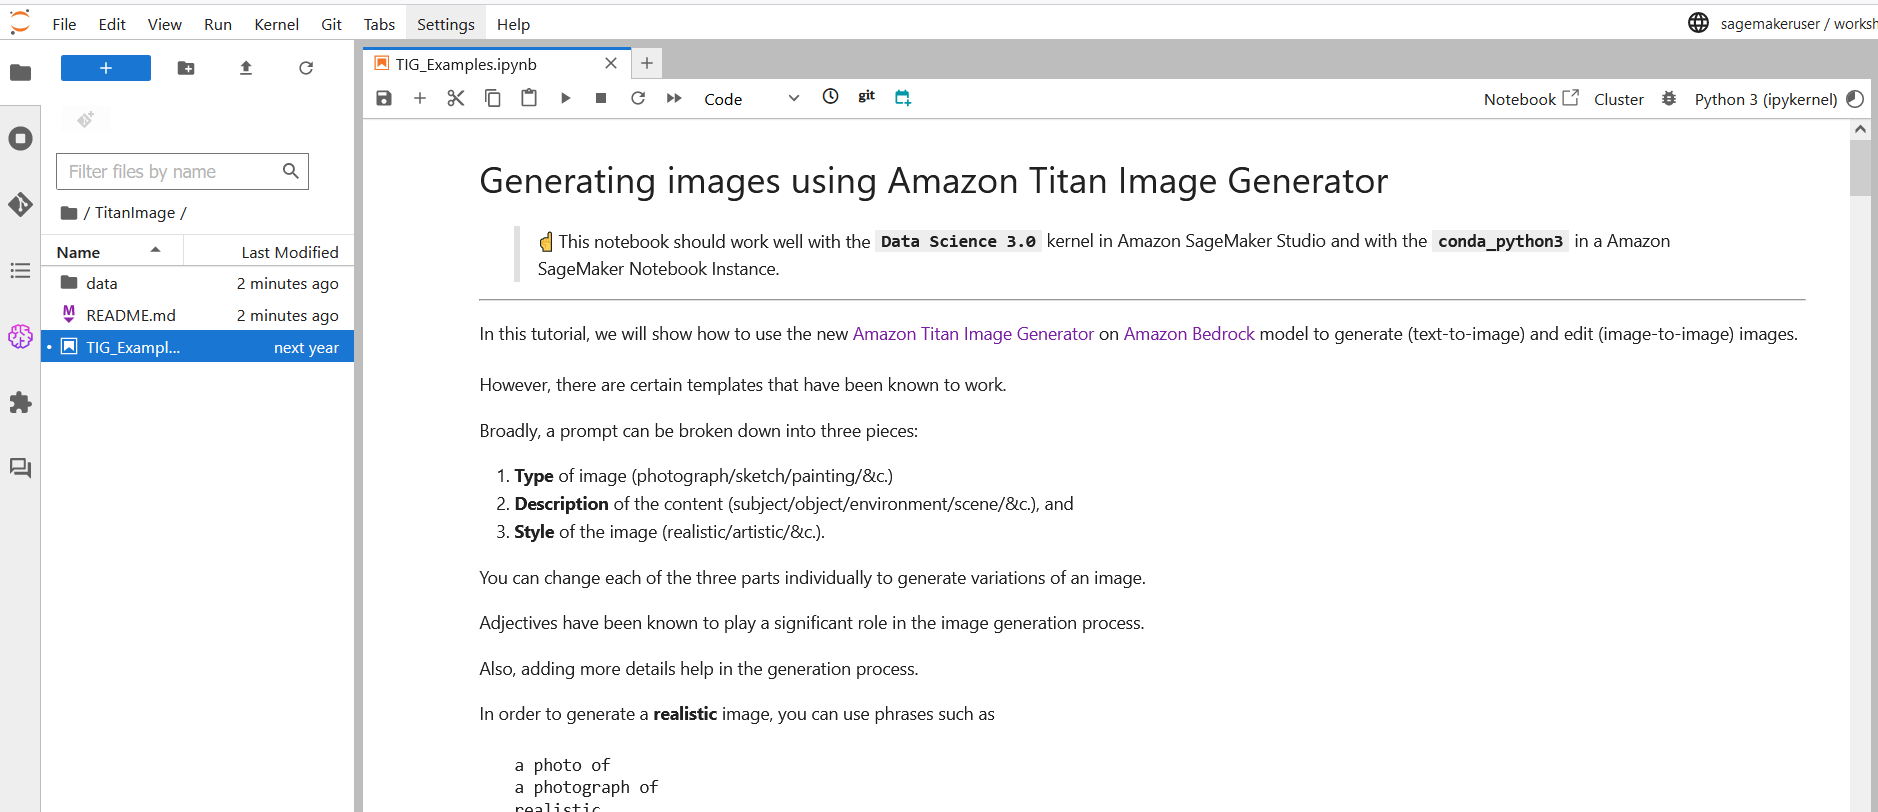 File Edit View Run Kernel Git Tabs Settings Help
sagemakeruser /
TIG_Examples.ipynb
Code
git
Notebook Cluster Python 3 (ipykernel)
Filter files by name
/ TitanImage /
Name Last Modified
data 2 minutes ago
README.md 2 minutes ago
TIG_Exampl... next year
Generating images using Amazon Titan Image Generator
☝This notebook should work well with the Data Science 3.0 kernel in Amazon SageMaker Studio and with the conda_python3 in a Amazon
SageMaker Notebook Instance.
In this tutorial, we will show how to use the new Amazon Titan Image Generator on Amazon Bedrock model to generate (text-to-image) and edit (image-to-image) images.
However, there are certain templates that have been known to work.
Broadly, a prompt can be broken down into three pieces:
1. Type of image (photograph/sketch/painting/&c.)
2. Description of the content (subject/object/environment/scene/&c.), and
3. Style of the image (realistic/artistic/&c.).
You can change each of the three parts individually to generate variations of an image.
Adjectives have been known to play a significant role in the image generation process.
Also, adding more details help in the generation process.
In order to generate a realistic image, you can use phrases such as
a photo of
a photograph of
realistic